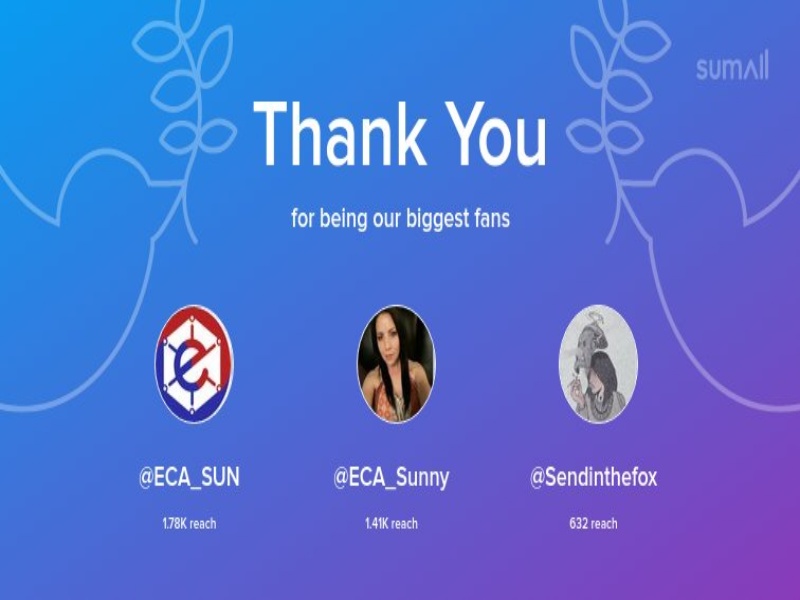 sumall
Thank You
for being our biggest fans
@ECA_SUN @ECA_Sunny @Sendinthefox
1.78K reach 1.41K reach 632 reach